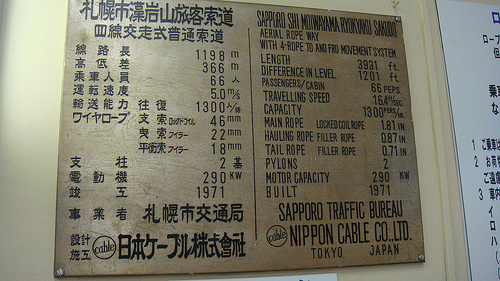 札幌市藻岩山旅客索道
四線交走式普通索道
線路長 1198 m
高低差 366 m
乗車人員 66 人
運転速度 5.0 m/s
輸送能力 往復 1300人/時
ワイヤロープ 支索 ロックドコイル 46 mm
曳索 フィラー 22 mm
平衡索 フィラー 18 mm
支柱 2 基
電動機 290 KW
竣工 1971
事業者 札幌市交通局
設計
施工 cable 日本ケーブル株式会社
SAPPORO SHI MOIWAYAMA RYOKYAKU SAKUDO
AERIAL ROPE WAY
WITH 4-ROPE TO AND FRO MOVEMENT SYSTEM
LENGTH 3931 ft.
DIFFERENCE IN LEVEL 1201 ft.
PASSENGERS/CABIN 66 PEPS.
TRAVELLING SPEED 16.4 ft/sec.
CAPACITY 1300 PERS/HR.
MAIN ROPE LOCKED COIL ROPE 1.81 IN.
HAULING ROPE FILLER ROPE 0.87 IN.
TAIL ROPE FILLER ROPE 0.71 IN.
PYLONS 2
MOTOR CAPACITY 290 KW
BUILT 1971
SAPPORO TRAFFIC BUREAU
cable NIPPON CABLE CO.,LTD.
TOKYO JAPAN
1
2
3